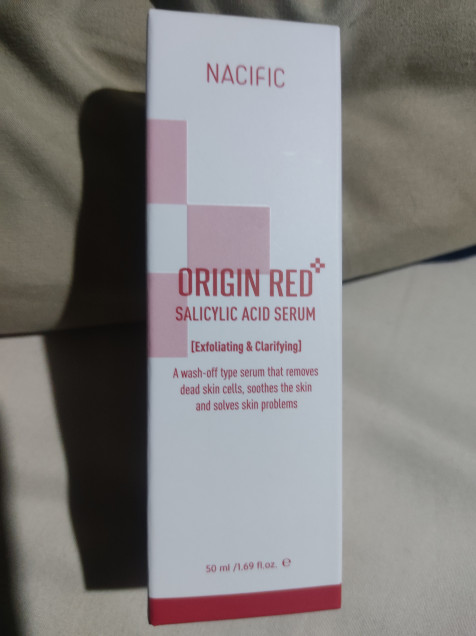 NACIFIC
ORIGIN RED
SALICYLIC ACID SERUM
[Exfoliating & Clarifying]
A wash-off type serum that removes
dead skin cells, soothes the skin
and solves skin problems
50 ml /1.69 fl.oz. ℮